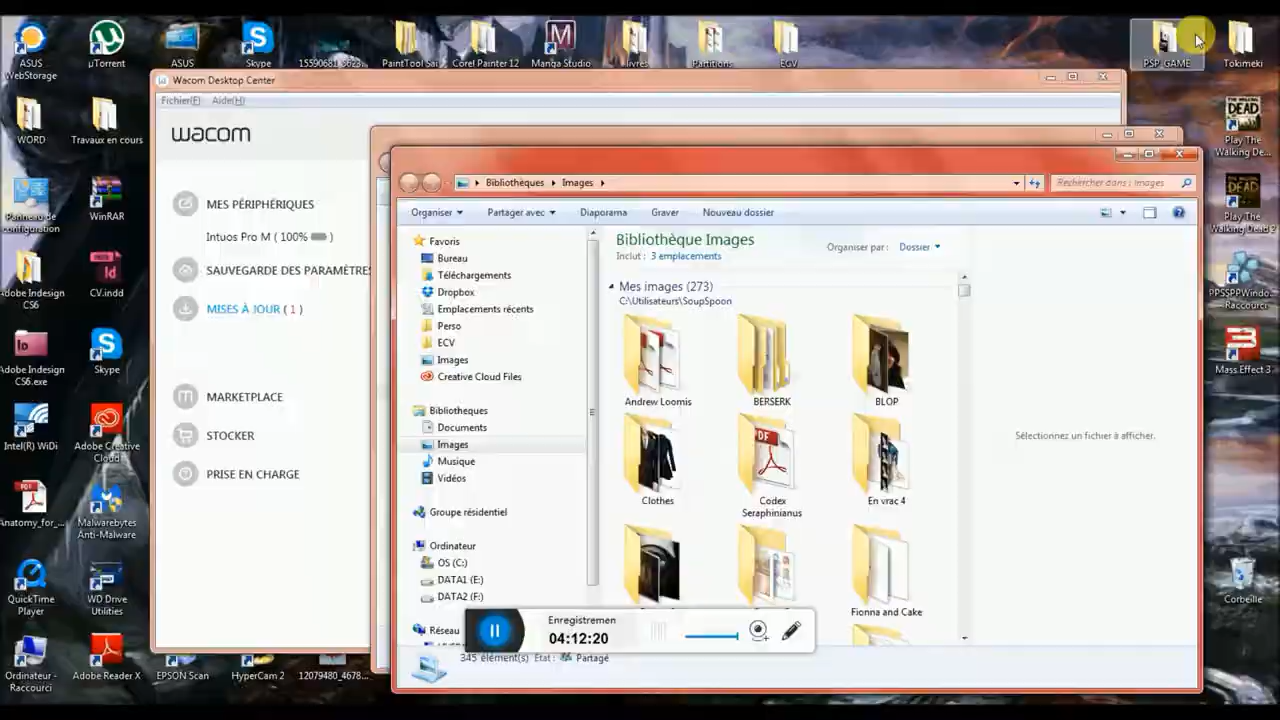 ASUS WebStorage
µTorrent
ASUS
Skype
PaintTool Sai
Corel Painter 12
Manga Studio
livres
Partitions
ECV
PSP_GAME
Tokimeki
Wacom Desktop Center
Fichier(F) Aide(H)
WORD
Travaux en cours
wacom
Play The Walking De...
Bibliothèques
Images
Rechercher dans : Images
Panneau de configuration
WinRAR
MES PÉRIPHÉRIQUES
Intuos Pro M ( 100% )
SAUVEGARDE DES PARAMÈTRES
MISES À JOUR ( 1 )
MARKETPLACE
STOCKER
PRISE EN CHARGE
Organiser
Partager avec
Diaporama
Graver
Nouveau dossier
Play The Walking Dead 2
Favoris
Bureau
Téléchargements
Dropbox
Emplacements récents
Perso
ECV
Images
Creative Cloud Files
Bibliothèques
Documents
Images
Musique
Vidéos
Groupe résidentiel
Ordinateur
OS (C:)
DATA1 (E:)
DATA2 (F:)
Réseau
Bibliothèque Images
Inclut : 3 emplacements
Organiser par : Dossier
Mes images (273)
C:\Utilisateurs\SoupSpoon
Andrew Loomis
BERSERK
BLOP
Clothes
Codex Seraphinianus
En vrac 4
Fionna and Cake
Sélectionnez un fichier à afficher.
Adobe Indesign CS6
CV.indd
PPSSPPWindo... - Raccourci
Adobe Indesign CS6.exe
Skype
Mass Effect 3
Intel(R) WiDi
Adobe Creative Cloud
Anatomy_for_...
Malwarebytes Anti-Malware
QuickTime Player
WD Drive Utilities
Corbeille
Enregistremen
04:12:20
345 élément(s) État : Partagé
Ordinateur - Raccourci
Adobe Reader X
EPSON Scan
HyperCam 2
12079480_4678...